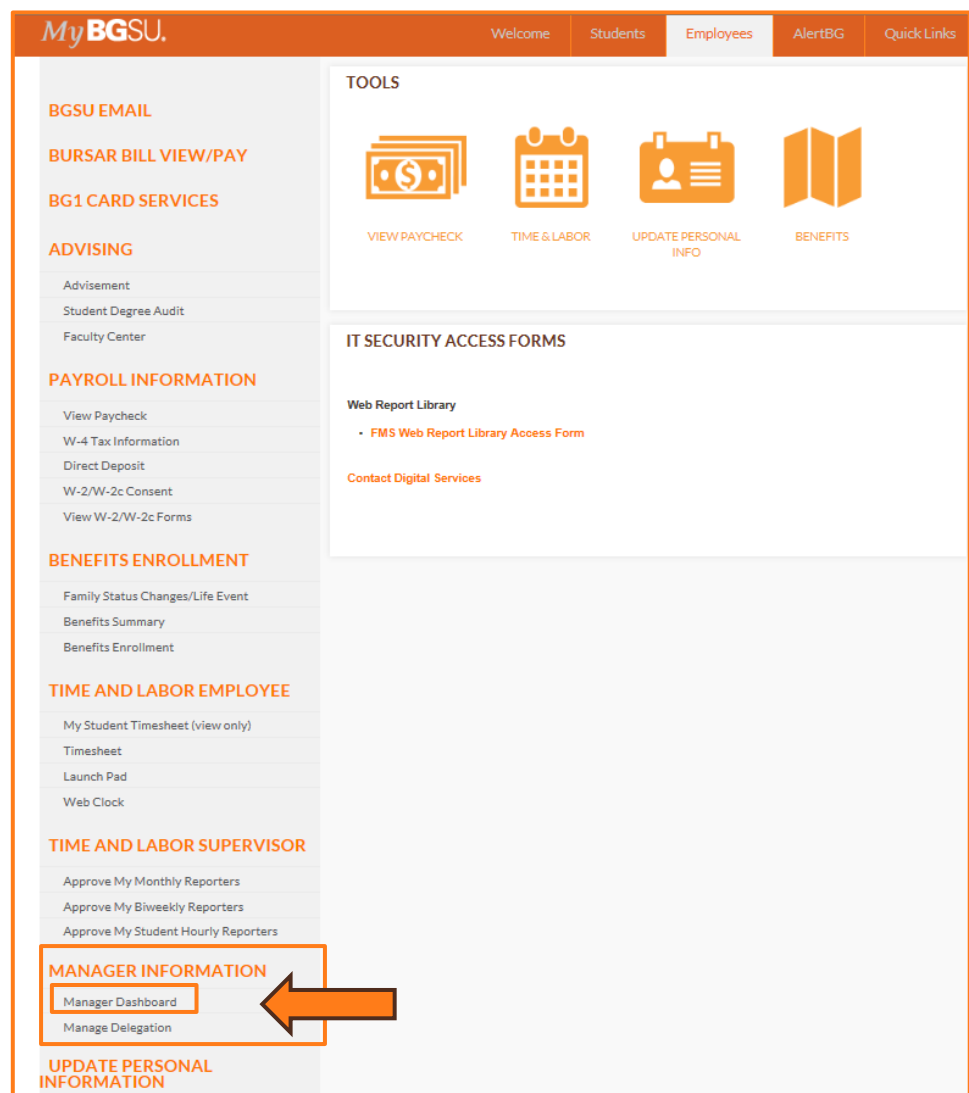 MyBGSU.
Welcome
Students
Employees
AlertBG
Quick Links
BGSU EMAIL
BURSAR BILL VIEW/PAY
BG1 CARD SERVICES
ADVISING
Advisement
Student Degree Audit
Faculty Center
PAYROLL INFORMATION
View Paycheck
W-4 Tax Information
Direct Deposit
W-2/W-2c Consent
View W-2/W-2c Forms
BENEFITS ENROLLMENT
Family Status Changes/Life Event
Benefits Summary
Benefits Enrollment
TIME AND LABOR EMPLOYEE
My Student Timesheet (view only)
Timesheet
Launch Pad
Web Clock
TIME AND LABOR SUPERVISOR
Approve My Monthly Reporters
Approve My Biweekly Reporters
Approve My Student Hourly Reporters
MANAGER INFORMATION
Manager Dashboard
Manage Delegation
UPDATE PERSONAL
INFORMATION
TOOLS
$
VIEW PAYCHECK
TIME & LABOR
UPDATE PERSONAL
INFO
BENEFITS
IT SECURITY ACCESS FORMS
Web Report Library
• FMS Web Report Library Access Form
Contact Digital Services